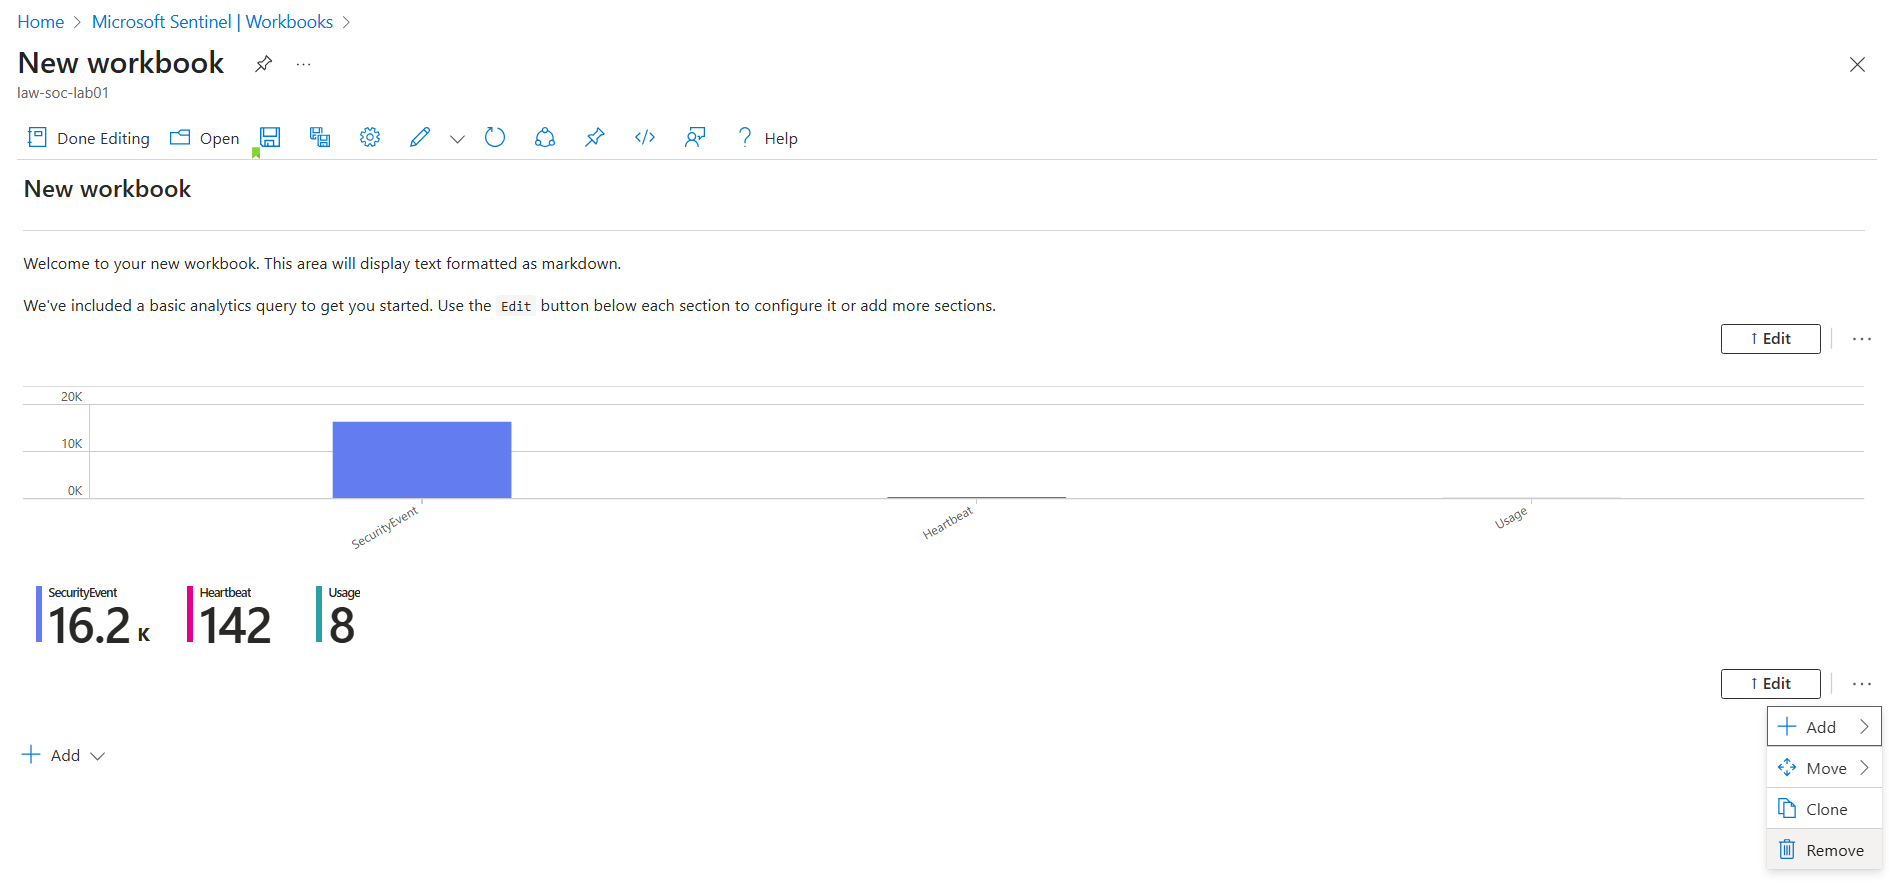 Home > Microsoft Sentinel | Workbooks >
New workbook ...
law-soc-lab01
Done Editing Open </> ? Help
New workbook
Welcome to your new workbook. This area will display text formatted as markdown.
We've included a basic analytics query to get you started. Use the Edit button below each section to configure it or add more sections.
↑ Edit ...
20K
10K
0K
SecurityEvent Heartbeat Usage
SecurityEvent Heartbeat Usage
16.2 K 142 8
↑ Edit ...
Add
Add
Move
Clone
Remove